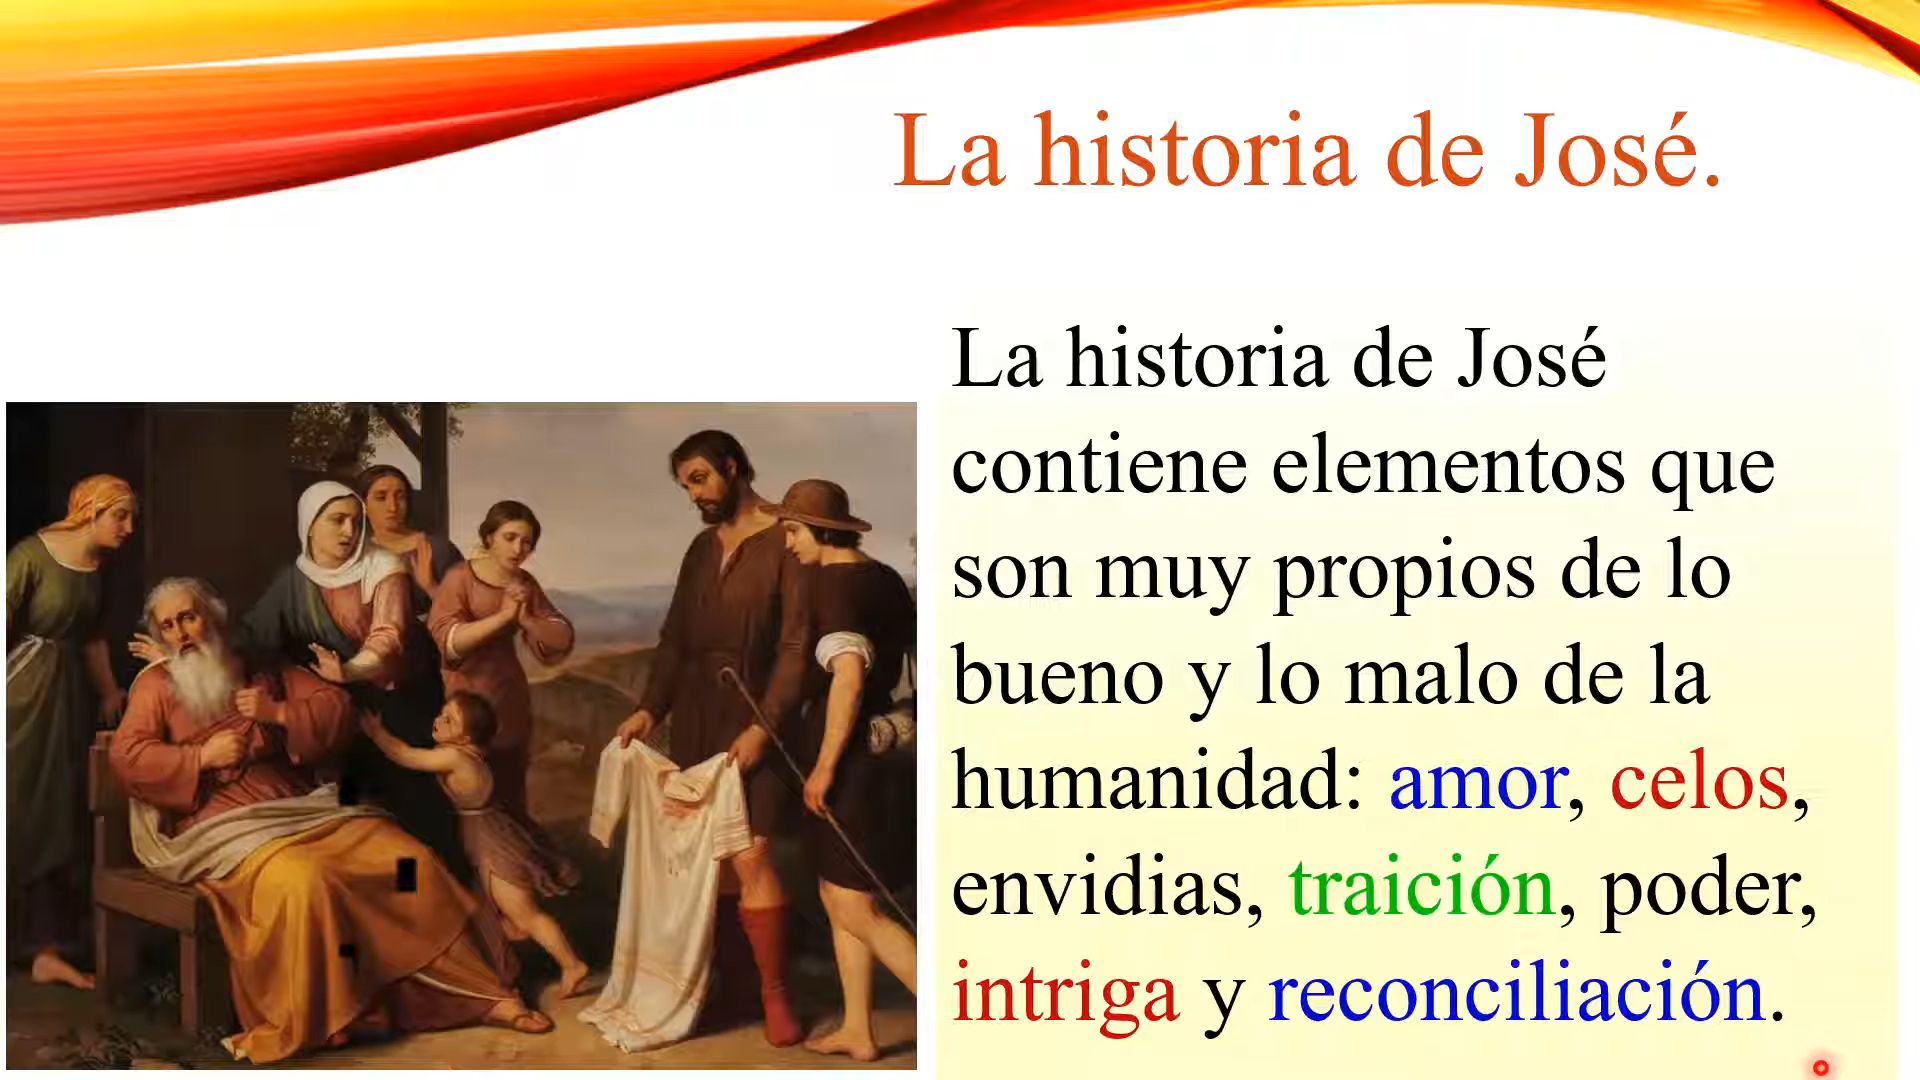 La historia de José.
La historia de José
contiene elementos que
son muy propios de lo
bueno y lo malo de la
humanidad: amor, celos,
envidias, traición, poder,
intriga y reconciliación.